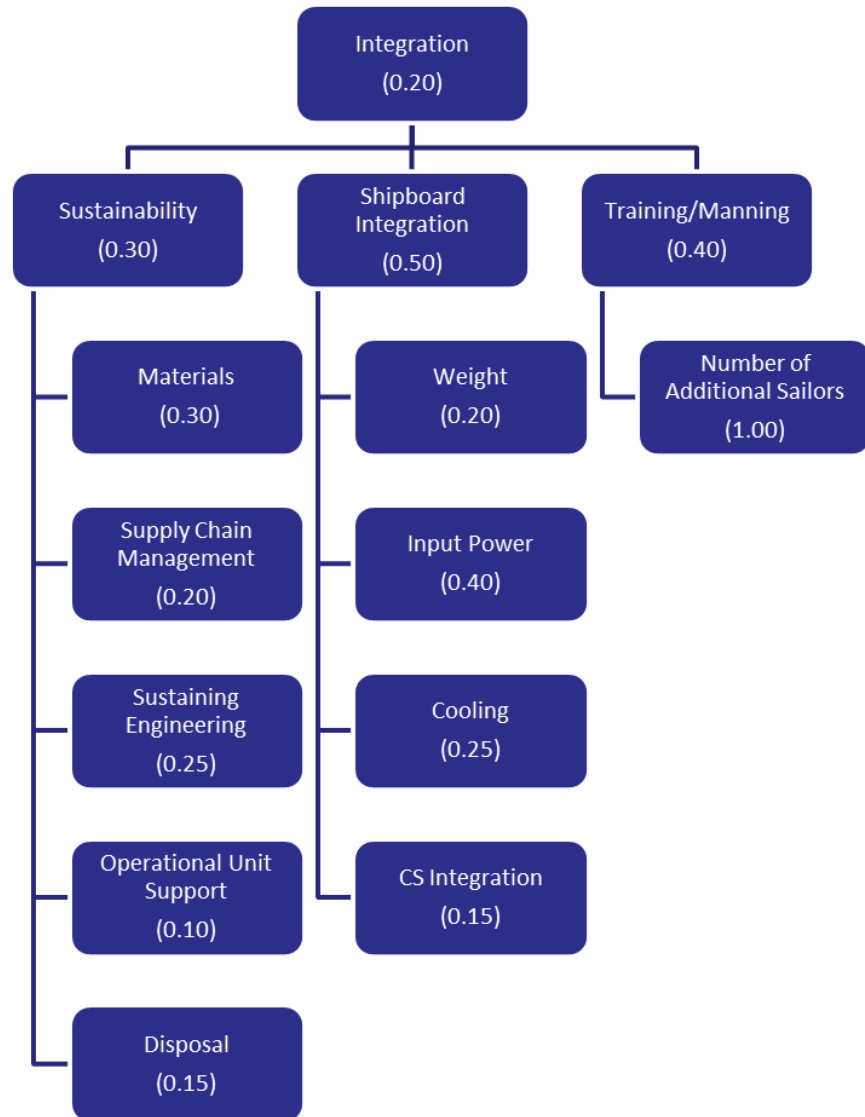 Integration
(0.20)
Sustainability
(0.30)
Shipboard
Integration
(0.50)
Training/Manning
(0.40)
Materials
(0.30)
Supply Chain
Management
(0.20)
Sustaining
Engineering
(0.25)
Operational Unit
Support
(0.10)
Disposal
(0.15)
Weight
(0.20)
Input Power
(0.40)
Cooling
(0.25)
CS Integration
(0.15)
Number of
Additional Sailors
(1.00)